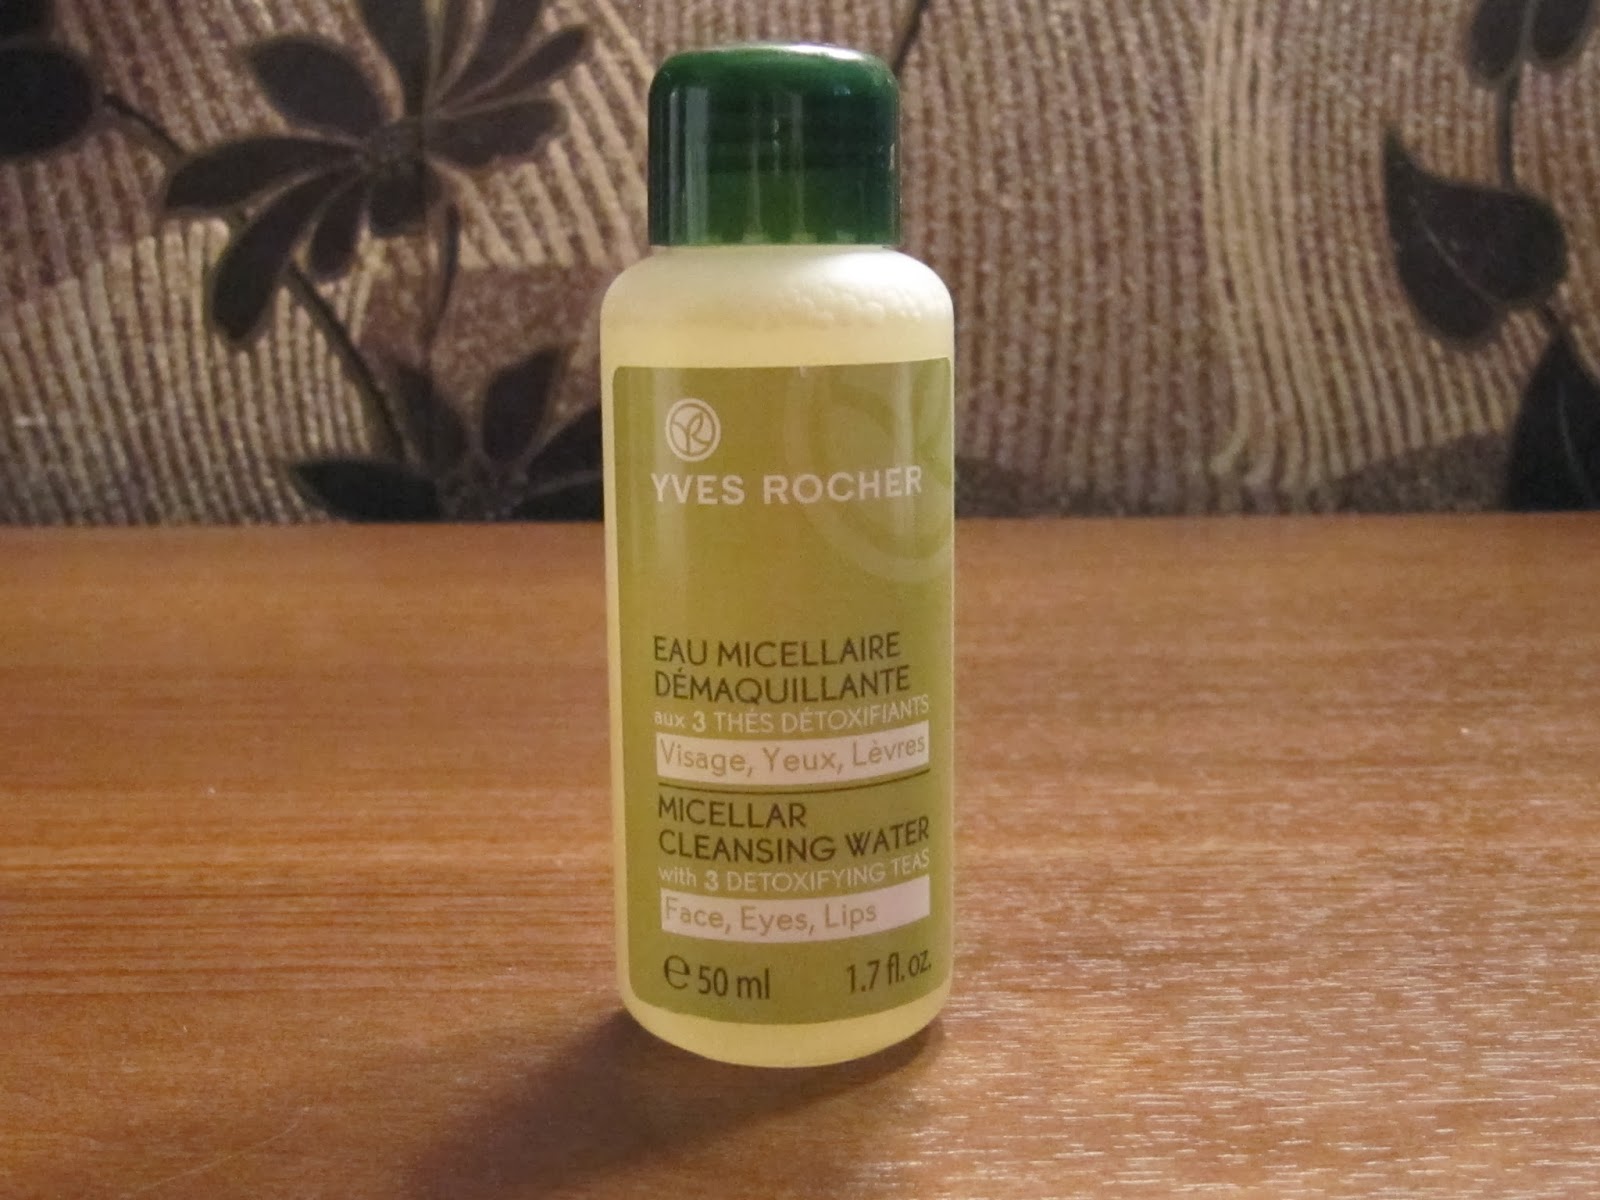 YVES ROCHER
EAU MICELLAIRE
DÉMAQUILLANTE
aux 3 THÉS DÉTOXIFIANTS
Visage, Yeux, Lèvres
MICELLAR
CLEANSING WATER
with 3 DETOXIFYING TEAS
Face, Eyes, Lips
℮ 50 ml 1.7 fl. oz.